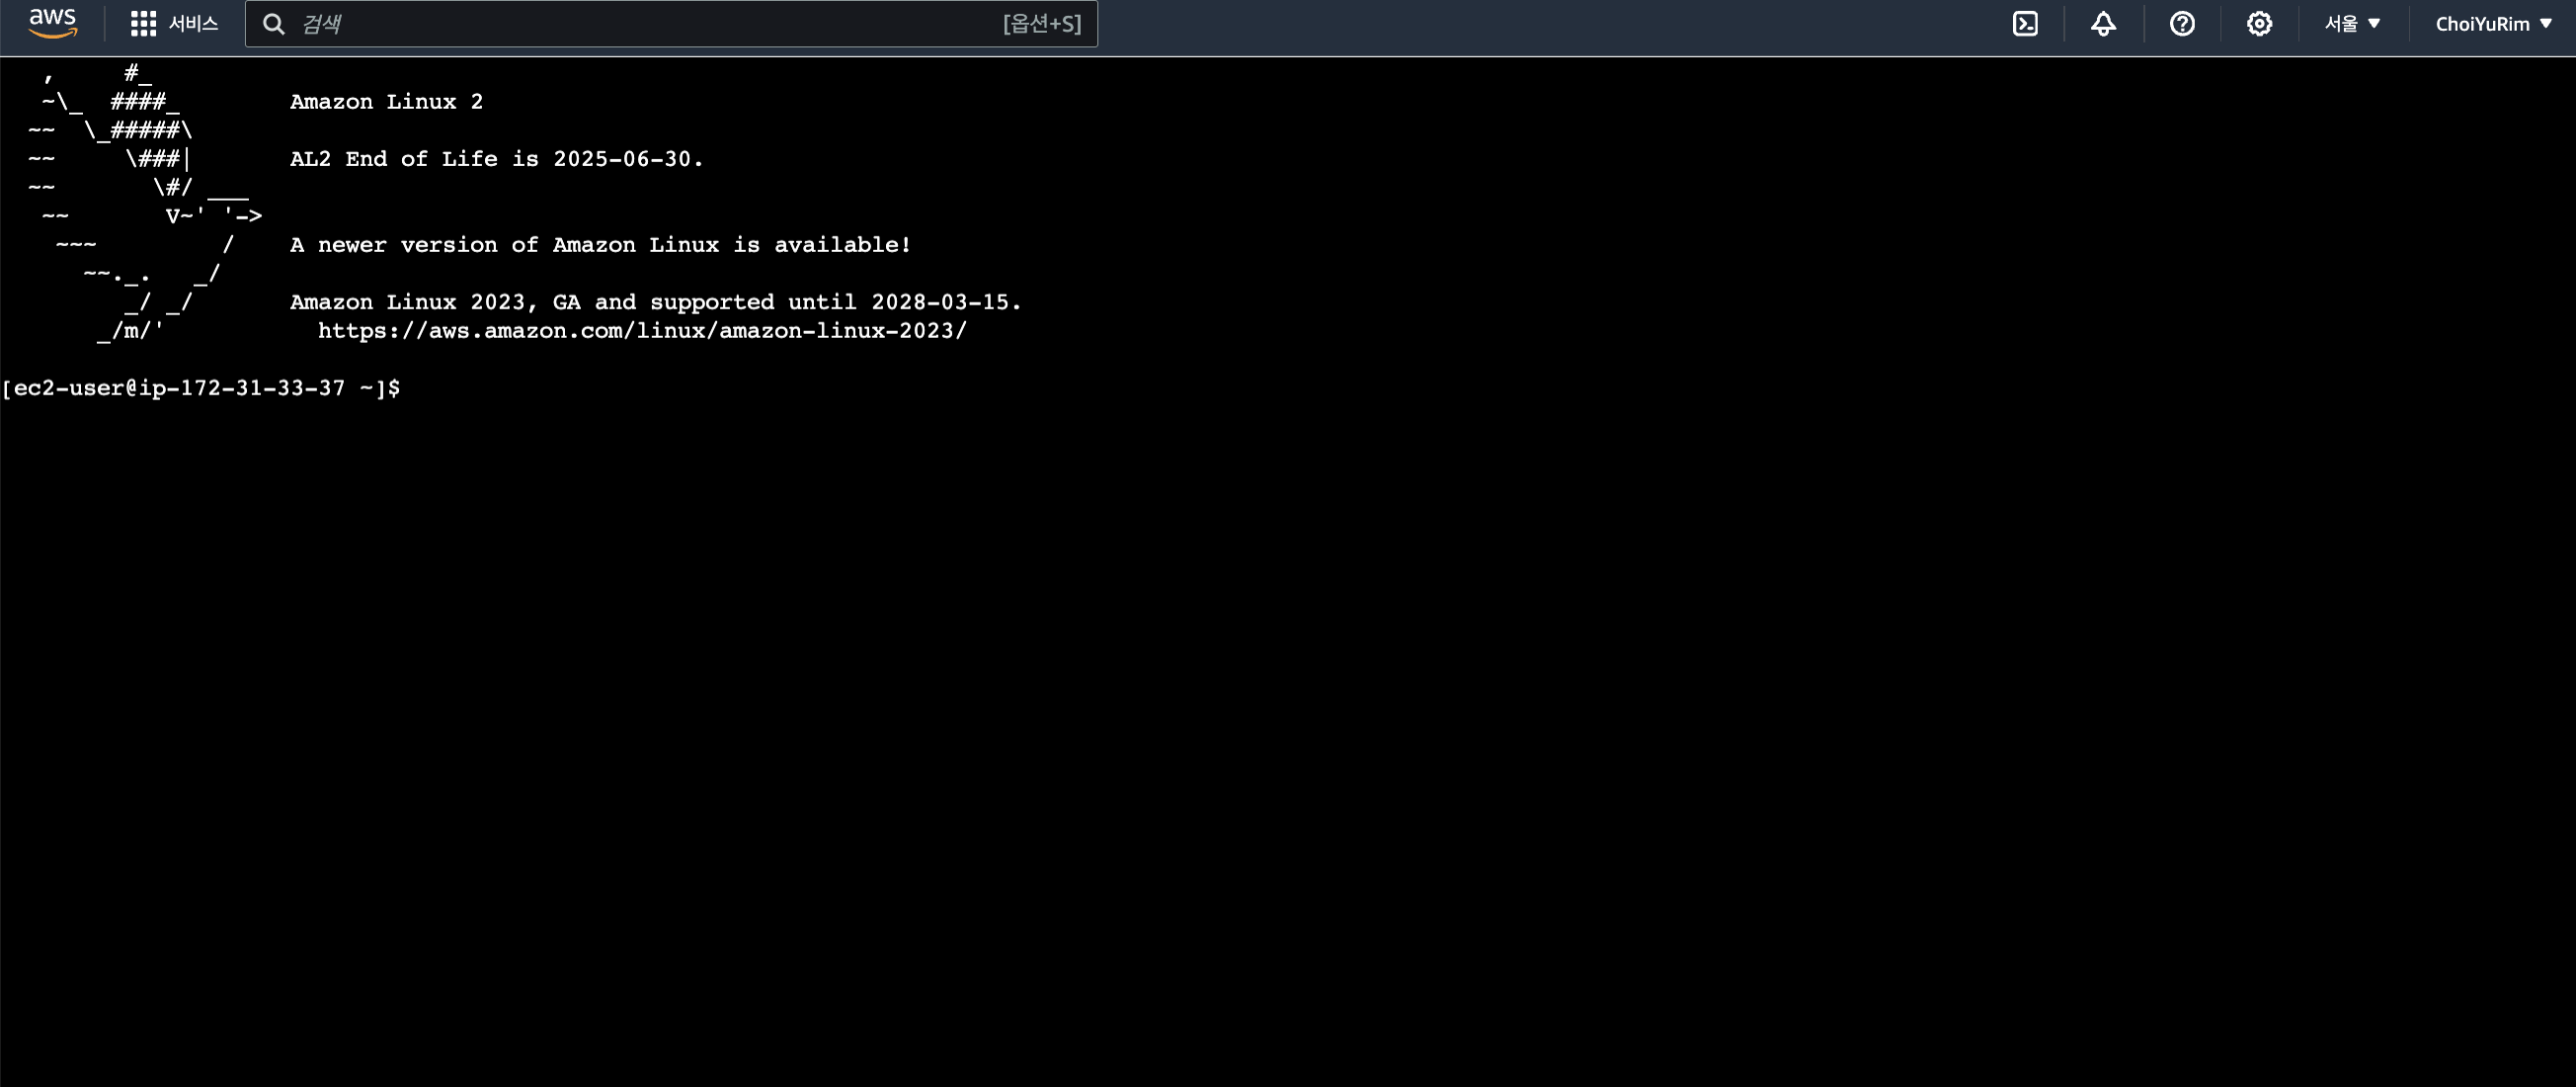 aws 서비스 검색 [옵션+S] 서울 ChoiYuRim
   ,     #_
   ~\_  ####_        Amazon Linux 2
  ~~  \_#####\
  ~~     \###|       AL2 End of Life is 2025-06-30.
  ~~       \#/ ___
   ~~       V~' '->
    ~~~         /    A newer version of Amazon Linux is available!
      ~~._.   _/
         _/ _/       Amazon Linux 2023, GA and supported until 2028-03-15.
       _/m/'           https://aws.amazon.com/linux/amazon-linux-2023/
[ec2-user@ip-172-31-33-37 ~]$